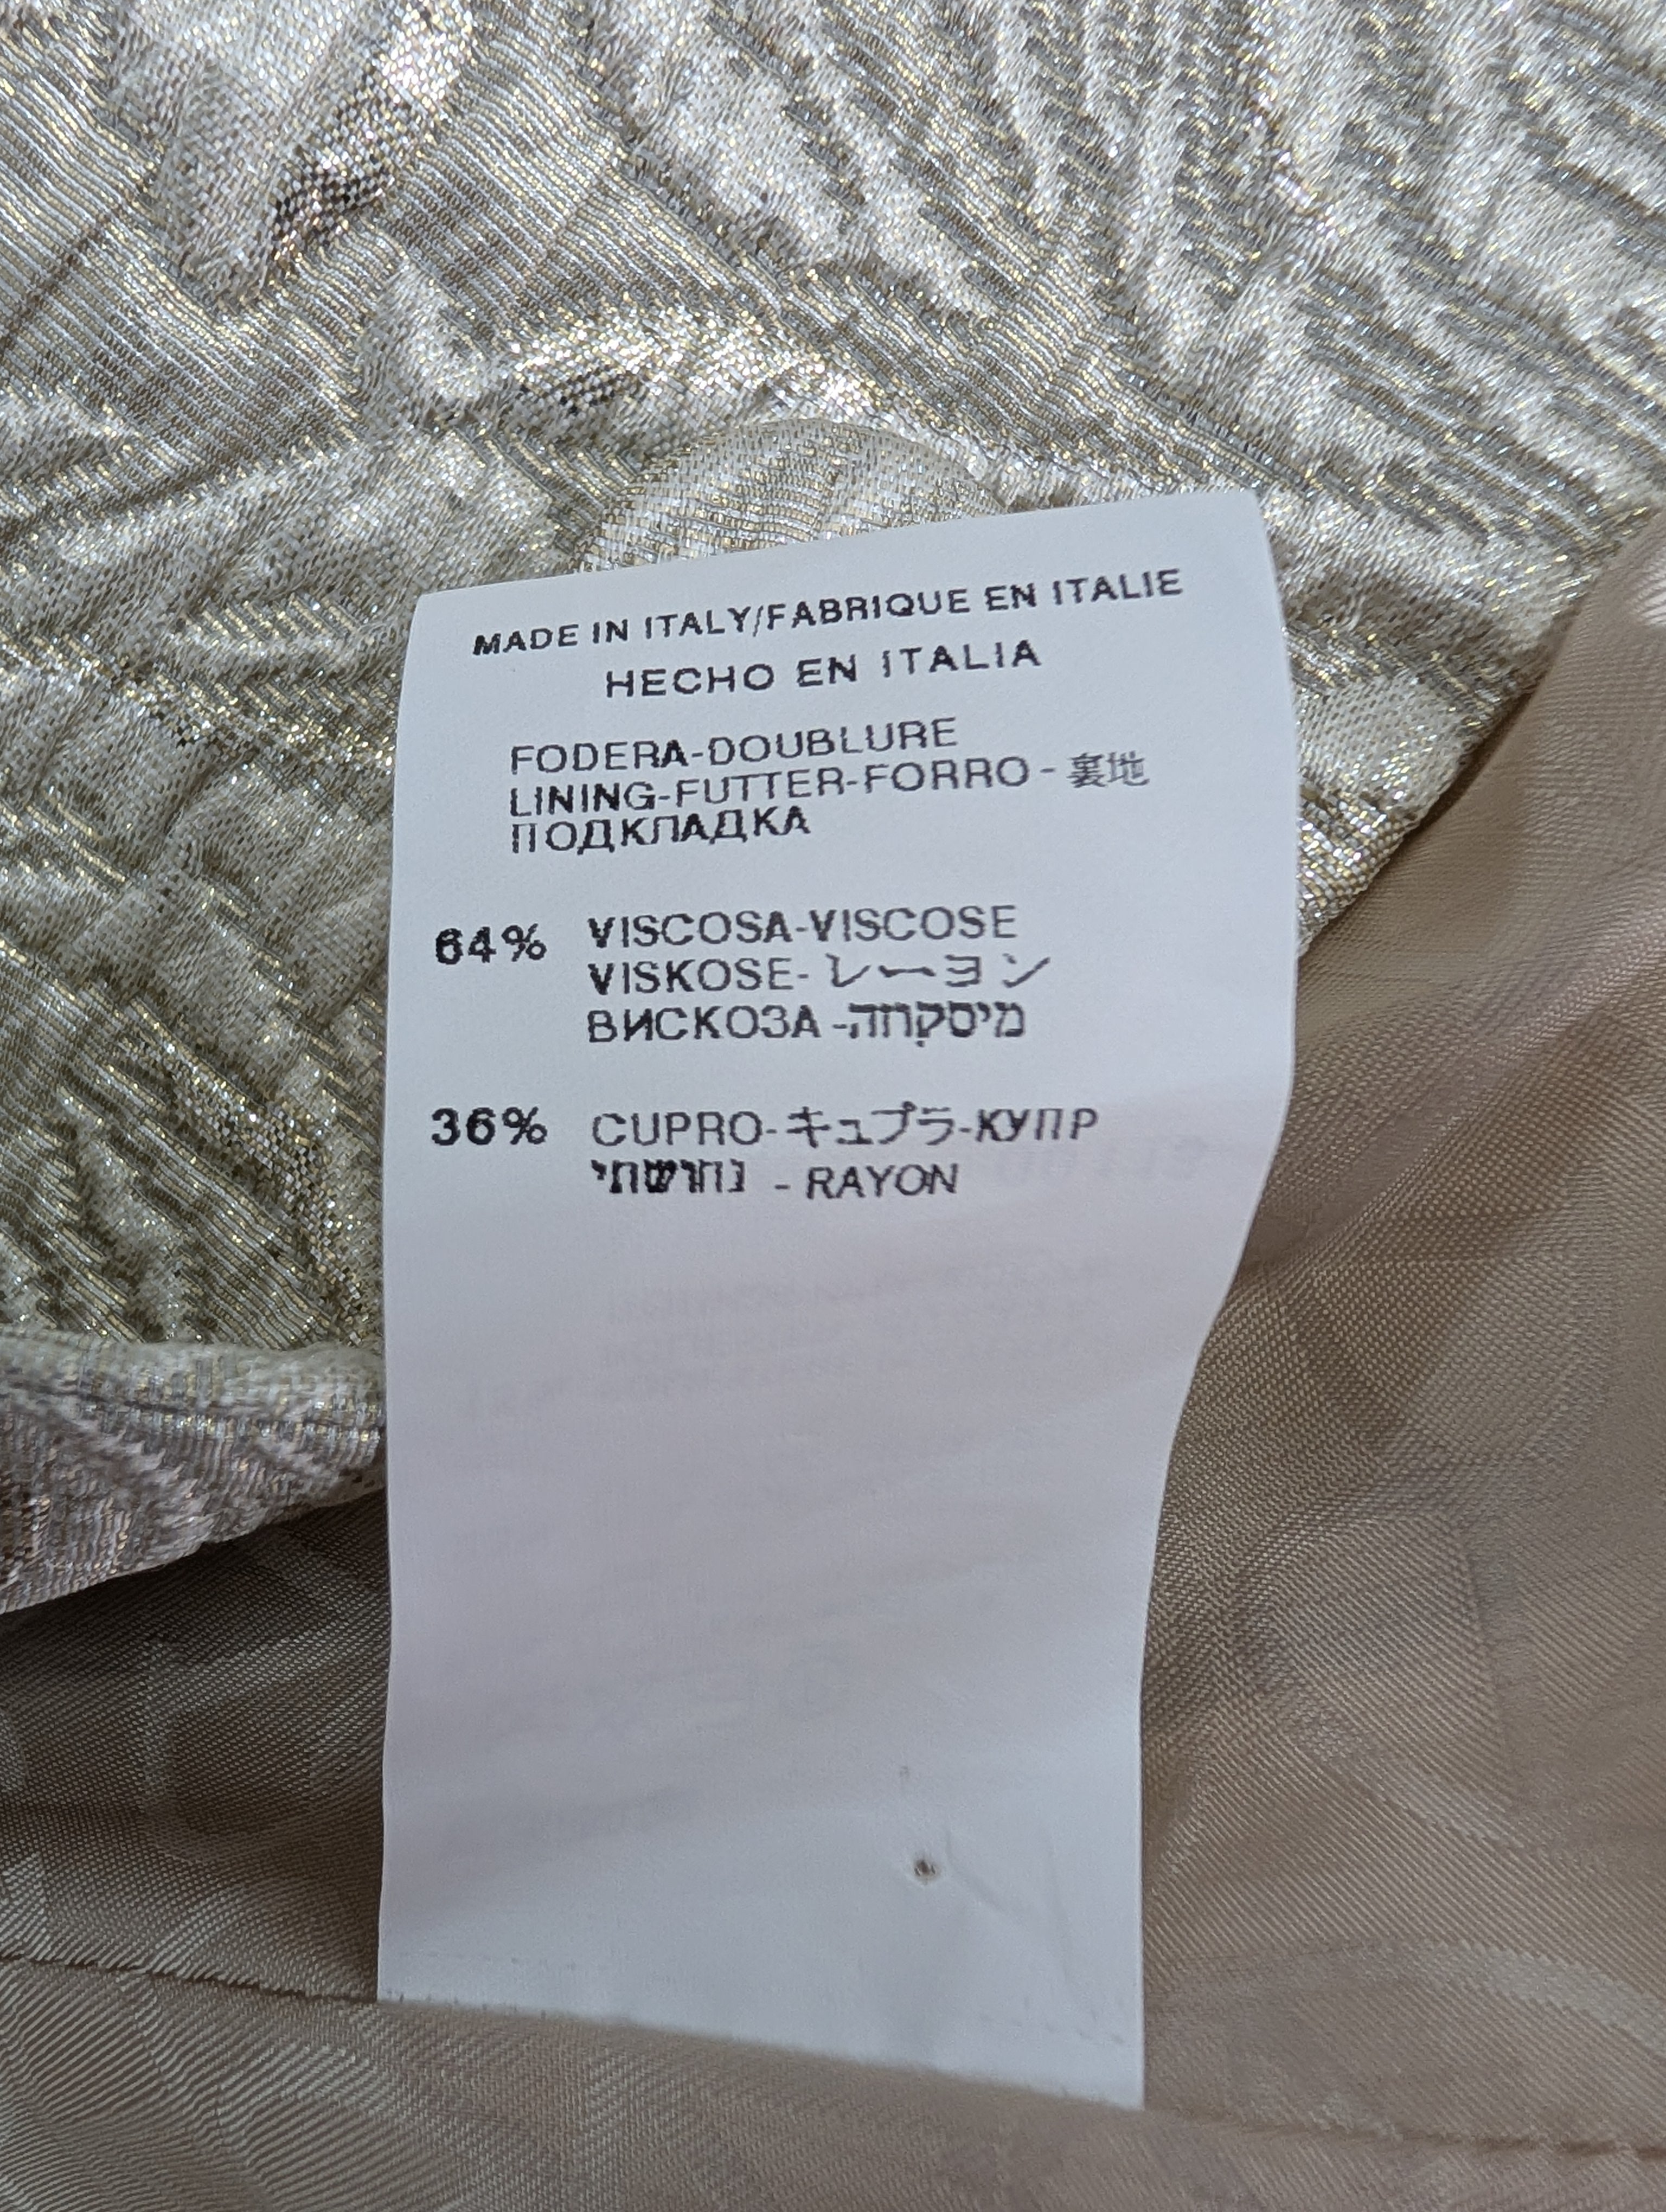 MADE IN ITALY/FABRIQUE EN ITALIE
HECHO EN ITALIA
FODERA-DOUBLURE
LINING-FUTTER-FORRO - 裏地
ПОДКЛАДКА
64% VISCOSA-VISCOSE
VISKOSE- レーヨン
ВИСКОЗА -מיסקחה
36% CUPRO-キュプラ-КУПР
נחושתי - RAYON